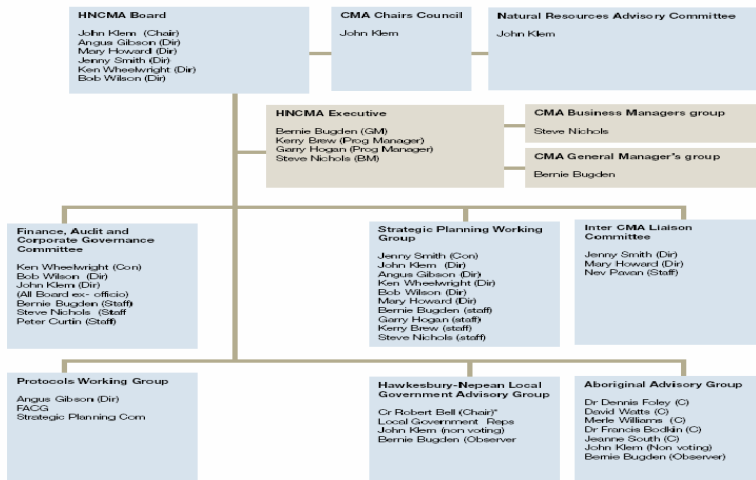 HNCMA Board
John Klem (Chair)
Angus Gibson (Dir)
Mary Howard (Dir)
Jenny Smith (Dir)
Ken Wheelwright (Dir)
Bob Wilson (Dir)
CMA Chairs Council
John Klem
Natural Resources Advisory Committee
John Klem
HNCMA Executive
Bernie Bugden (GM)
Kerry Brew (Prog Manager)
Garry Hogan (Prog Manager)
Steve Nichols (BM)
CMA Business Managers group
Steve Nichols
CMA General Manager's group
Bernie Bugden
Finance, Audit and
Corporate Governance
Committee
Ken Wheelwright (Con)
Bob Wilson (Dir)
John Klem (Dir)
(All Board ex- officio)
Bernie Bugden (Staff)
Steve Nichols (Staff
Peter Curtin (Staff)
Strategic Planning Working
Group
Jenny Smith (Con)
John Klem (Dir)
Angus Gibson (Dir)
Ken Wheelwright (Dir)
Bob Wilson (Dir)
Mary Howard (Dir)
Bernie Bugden (staff)
Garry Hogan (staff)
Kerry Brew (staff)
Steve Nichols (staff)
Inter CMA Liaison
Committee
Jenny Smith (Dir)
Mary Howard (Dir)
Nev Pavan (Staff)
Protocols Working Group
Angus Gibson (Dir)
FACG
Strategic Planning Com
Hawkesbury-Nepean Local
Government Advisory Group
Cr Robert Bell (Chair)*
Local Government Reps
John Klem (non voting)
Bernie Bugden (Observer
Aboriginal Advisory Group
Dr Dennis Foley (C)
David Watts (C)
Merle Williams (C)
Dr Francis Bodkin (C)
Jeanne South (C)
John Klem (Non voting)
Bernie Bugden (Observer)